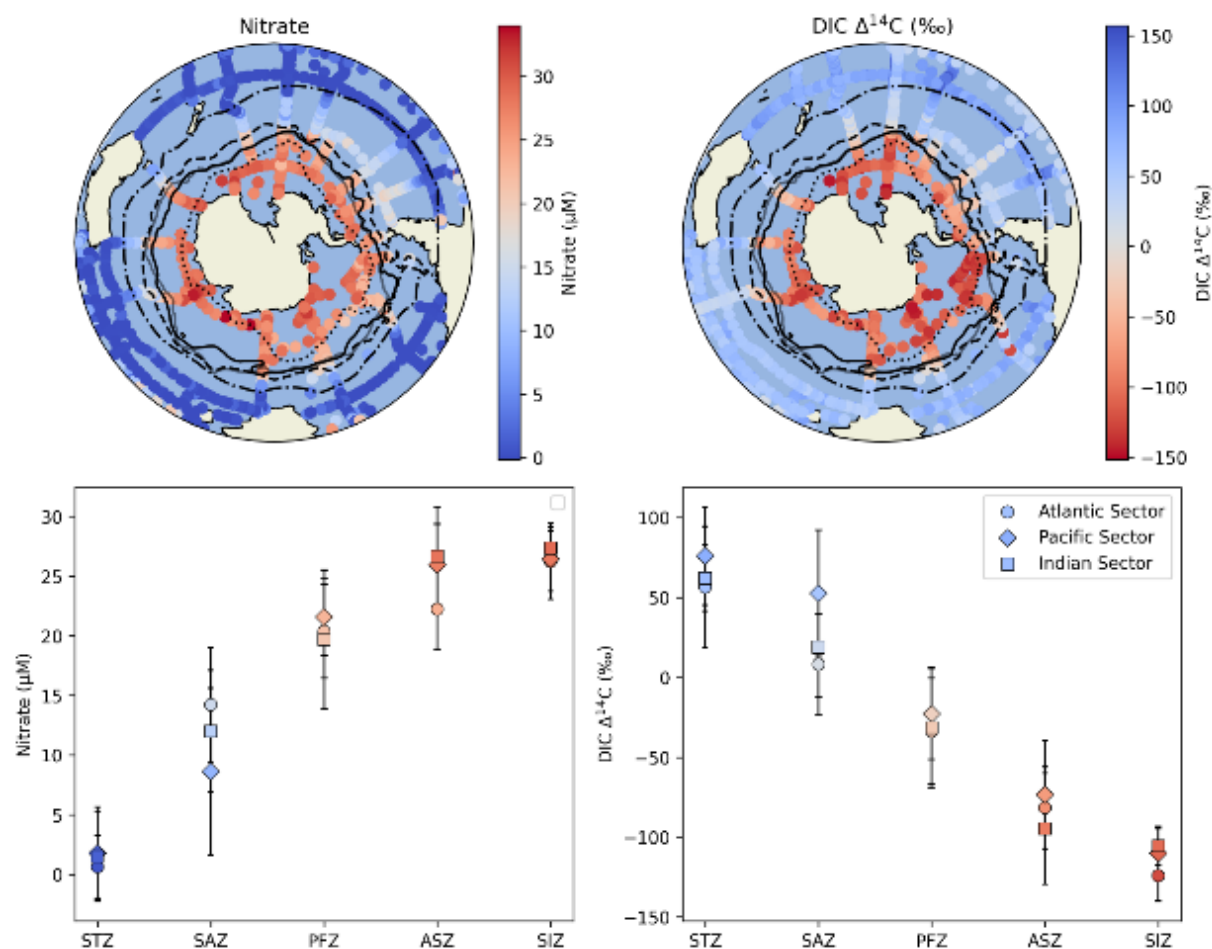 Nitrate
30
25
20
15
10
5
0
Nitrate (μM)
DIC Δ¹⁴C (‰)
150
100
50
0
−50
−100
−150
DIC Δ¹⁴C (‰)
30
25
20
15
10
5
0
Nitrate (μM)
STZ SAZ PFZ ASZ SIZ
100
50
0
−50
−100
−150
DIC Δ¹⁴C (‰)
Atlantic Sector
Pacific Sector
Indian Sector
STZ SAZ PFZ ASZ SIZ